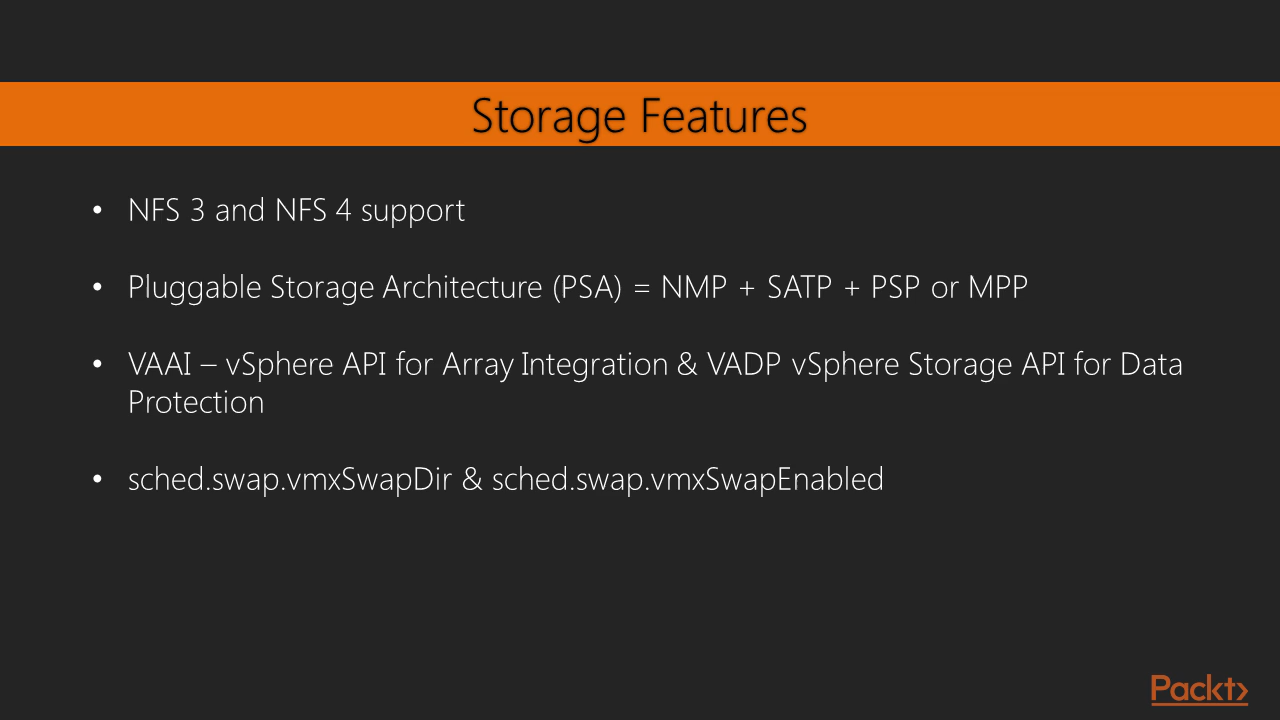 Storage Features
• NFS 3 and NFS 4 support
• Pluggable Storage Architecture (PSA) = NMP + SATP + PSP or MPP
• VAAI – vSphere API for Array Integration & VADP vSphere Storage API for Data
Protection
• sched.swap.vmxSwapDir & sched.swap.vmxSwapEnabled
Packt>